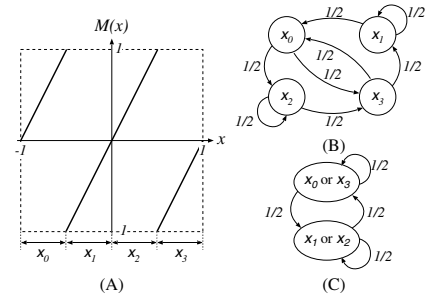 M(x)
1
-1
1
x
-1
x0 x1 x2 x3
(A)
1/2
x0
x1
1/2
1/2
1/2
1/2
1/2
x2
x3
1/2
1/2
(B)
x0 or x3
1/2
1/2
1/2
x1 or x2
1/2
(C)